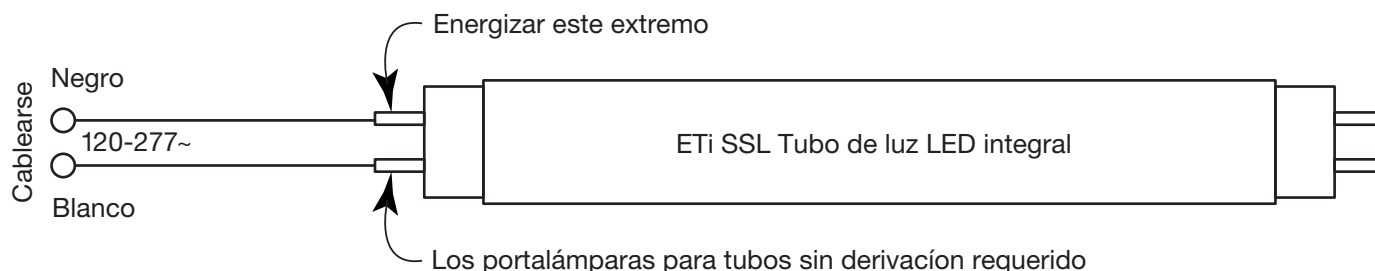 Energizar este extremo
Negro
Cablearse
120-277~
ETi SSL Tubo de luz LED integral
Blanco
Los portalámparas para tubos sin derivacíon requerido